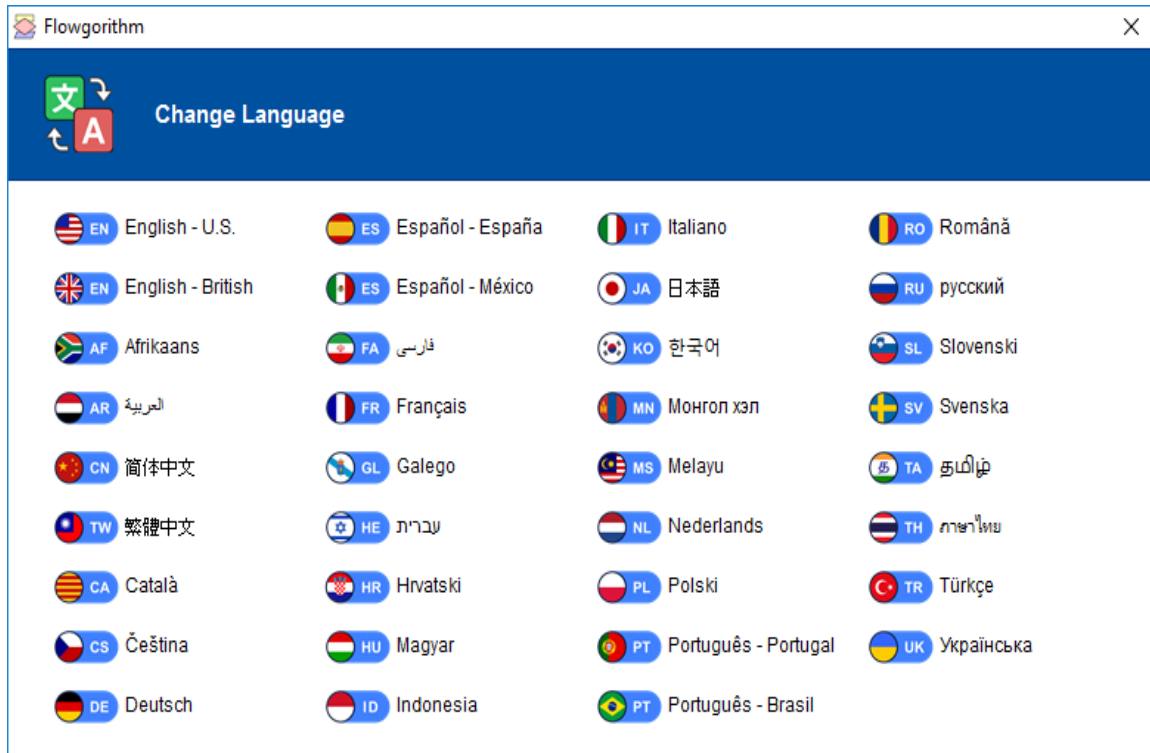 Flowgorithm
文 A
Change Language
EN English - U.S.
EN English - British
AF Afrikaans
AR العربية
CN 简体中文
TW 繁體中文
CA Català
CS Čeština
DE Deutsch
ES Español - España
ES Español - México
FA فارسی
FR Français
GL Galego
HE עברית
HR Hrvatski
HU Magyar
ID Indonesia
IT Italiano
JA 日本語
KO 한국어
MN Монгол хэл
MS Melayu
NL Nederlands
PL Polski
PT Português - Portugal
PT Português - Brasil
RO Română
RU русский
SL Slovenski
SV Svenska
த TA தமிழ்
TH ภาษาไทย
TR Türkçe
UK Українська